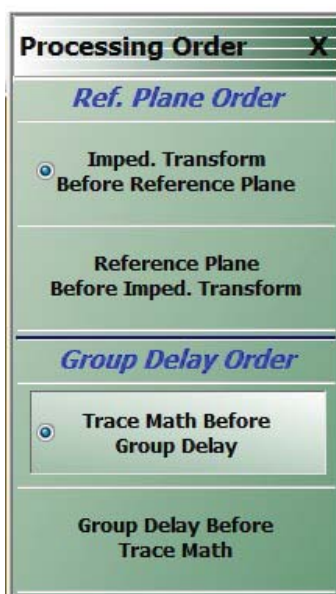 Processing Order X
Ref. Plane Order
Imped. Transform
Before Reference Plane
Reference Plane
Before Imped. Transform
Group Delay Order
Trace Math Before
Group Delay
Group Delay Before
Trace Math